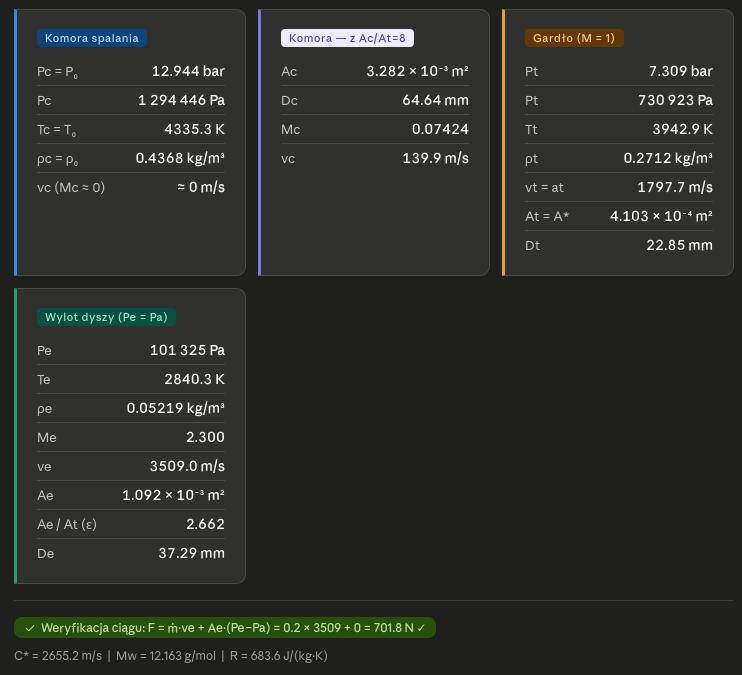 Komora spalania
Pc = P₀ 12.944 bar
Pc 1 294 446 Pa
Tc = T₀ 4335.3 K
ρc = ρ₀ 0.4368 kg/m³
vc (Mc ≈ 0) ≈ 0 m/s
Komora — z Ac/At=8
Ac 3.282 × 10⁻³ m²
Dc 64.64 mm
Mc 0.07424
vc 139.9 m/s
Gardło (M = 1)
Pt 7.309 bar
Pt 730 923 Pa
Tt 3942.9 K
ρt 0.2712 kg/m³
vt = at 1797.7 m/s
At = A* 4.103 × 10⁻⁴ m²
Dt 22.85 mm
Wylot dyszy (Pe = Pa)
Pe 101 325 Pa
Te 2840.3 K
ρe 0.05219 kg/m³
Me 2.300
ve 3509.0 m/s
Ae 1.092 × 10⁻³ m²
Ae / At (ε) 2.662
De 37.29 mm
✓ Weryfikacja ciągu: F = ṁ·ve + Ae·(Pe−Pa) = 0.2 × 3509 + 0 = 701.8 N ✓
C* = 2655.2 m/s | Mw = 12.163 g/mol | R = 683.6 J/(kg·K)